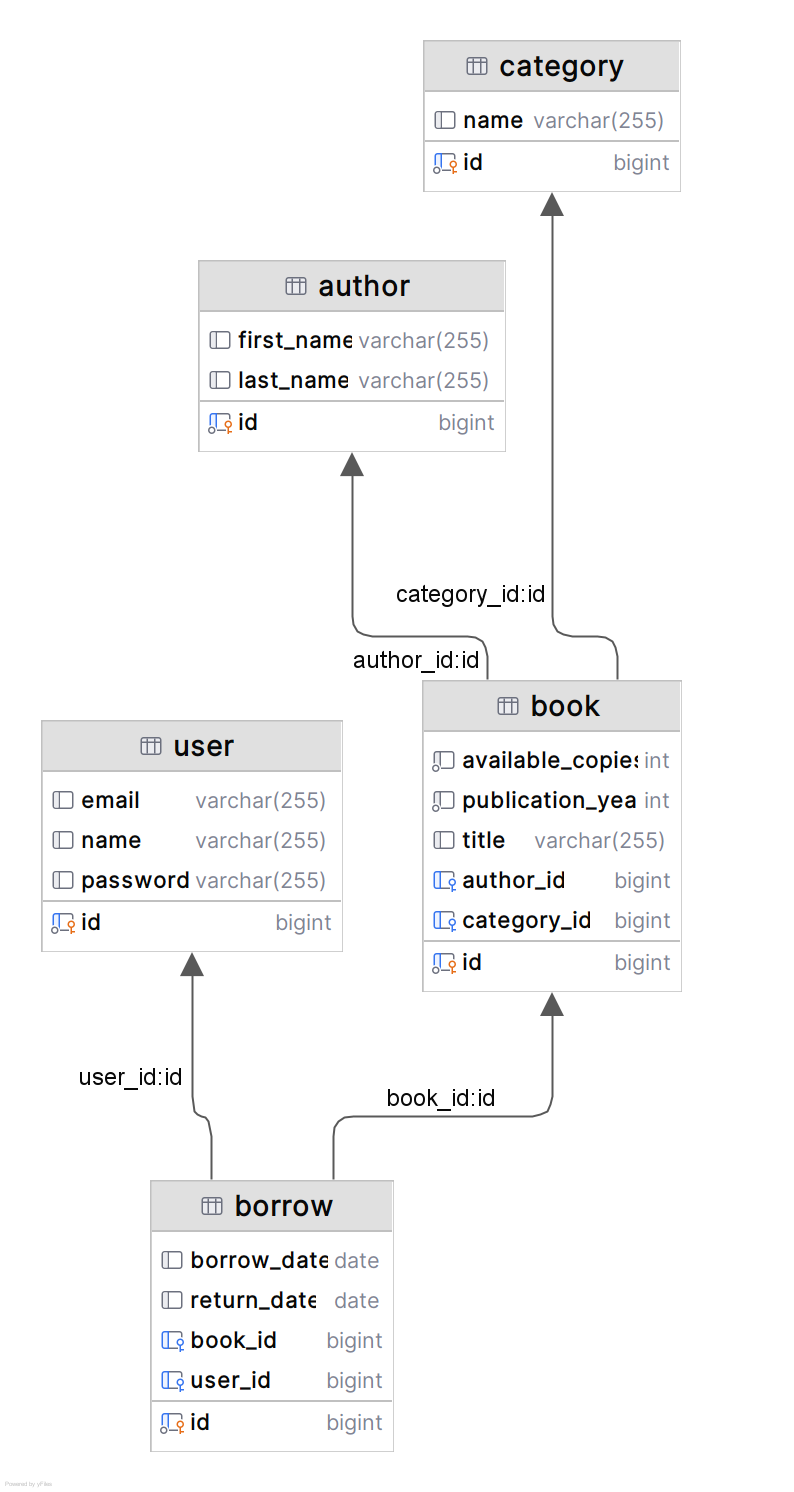 category
name varchar(255)
id bigint
author
first_name varchar(255)
last_name varchar(255)
id bigint
category_id:id
author_id:id
book
available_copies int
publication_yea int
title varchar(255)
author_id bigint
category_id bigint
id bigint
user
email varchar(255)
name varchar(255)
password varchar(255)
id bigint
user_id:id
book_id:id
borrow
borrow_date date
return_date date
book_id bigint
user_id bigint
id bigint
Powered by yFiles